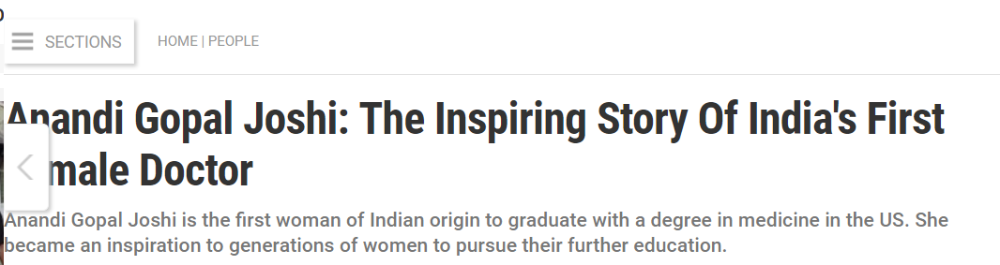 SECTIONS
HOME | PEOPLE
Anandi Gopal Joshi: The Inspiring Story Of India's First
male Doctor
Anandi Gopal Joshi is the first woman of Indian origin to graduate with a degree in medicine in the US. She
became an inspiration to generations of women to pursue their further education.